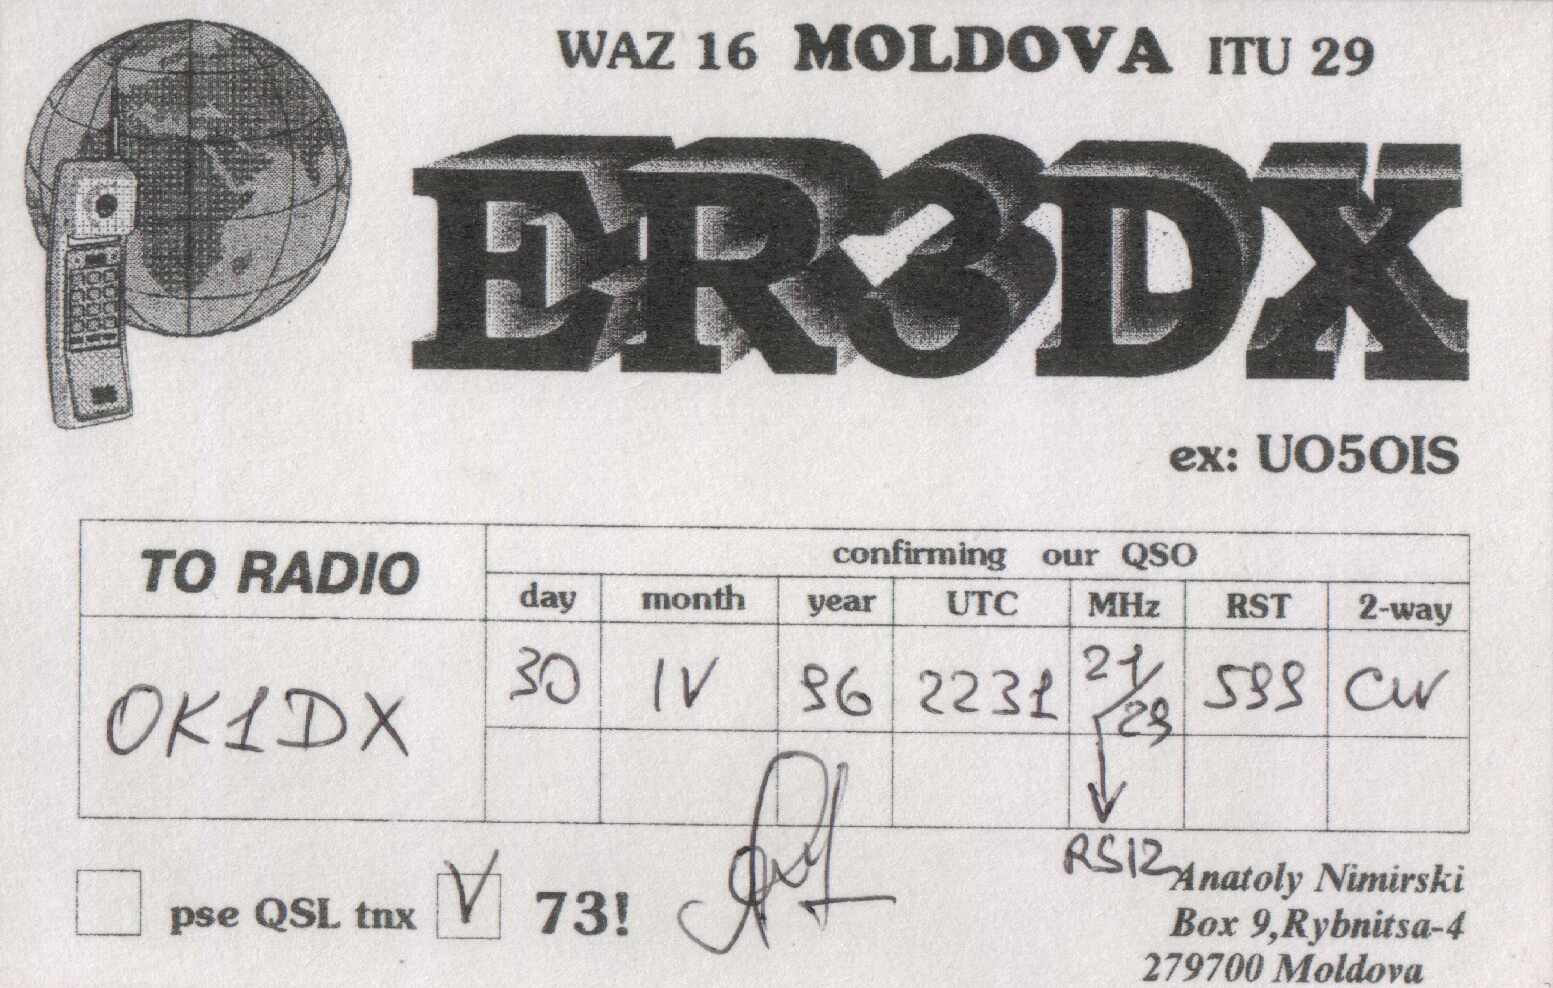 WAZ 16 MOLDOVA ITU 29
ER3DX
ex: UO5OIS
TO RADIO
confirming our QSO
day month year UTC MHz RST 2-way
OK1DX
30 IV 96 2231 21/29 599 CW
RS12
pse QSL tnx V 73!
Anatoly Nimirski
Box 9,Rybnitsa-4
279700 Moldova